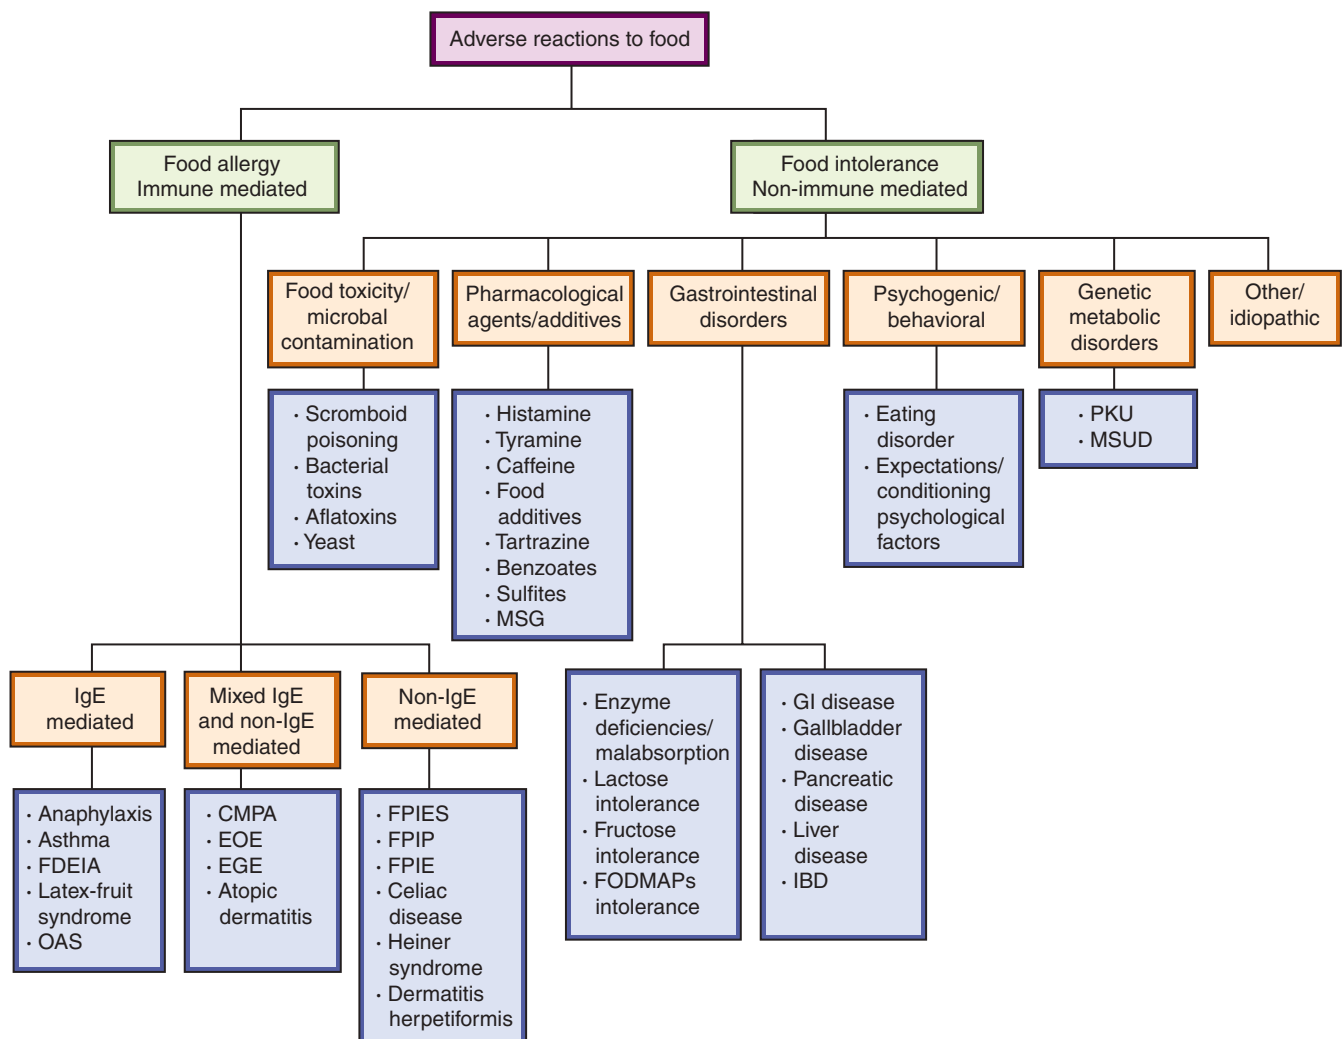 Adverse reactions to food
Food allergy
Immune mediated
Food intolerance
Non-immune mediated
Food toxicity/
microbal
contamination
Pharmacological
agents/additives
Gastrointestinal
disorders
Psychogenic/
behavioral
Genetic
metabolic
disorders
Other/
idiopathic
· Scromboid
poisoning
· Bacterial
toxins
· Aflatoxins
· Yeast
· Histamine
· Tyramine
· Caffeine
· Food
additives
· Tartrazine
· Benzoates
· Sulfites
· MSG
· Eating
disorder
· Expectations/
conditioning
psychological
factors
· PKU
· MSUD
IgE
mediated
Mixed IgE
and non-IgE
mediated
Non-IgE
mediated
· Anaphylaxis
· Asthma
· FDEIA
· Latex-fruit
syndrome
· OAS
· CMPA
· EOE
· EGE
· Atopic
dermatitis
· FPIES
· FPIP
· FPIE
· Celiac
disease
· Heiner
syndrome
· Dermatitis
herpetiformis
· Enzyme
deficiencies/
malabsorption
· Lactose
intolerance
· Fructose
intolerance
· FODMAPs
intolerance
· GI disease
· Gallbladder
disease
· Pancreatic
disease
· Liver
disease
· IBD